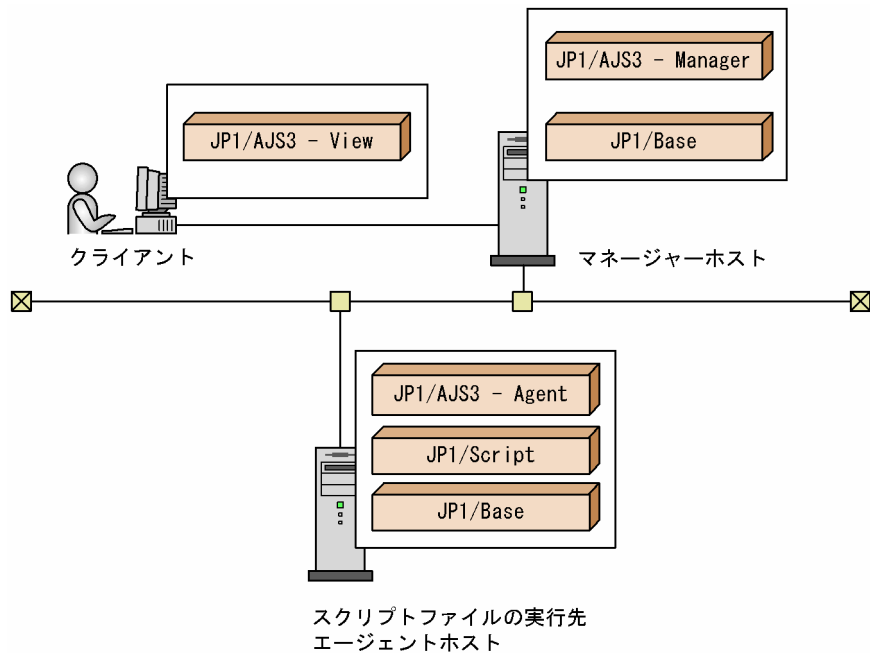 JP1/AJS3 - Manager
JP1/Base
JP1/AJS3 - View
クライアント
マネージャーホスト
JP1/AJS3 - Agent
JP1/Script
JP1/Base
スクリプトファイルの実行先
エージェントホスト